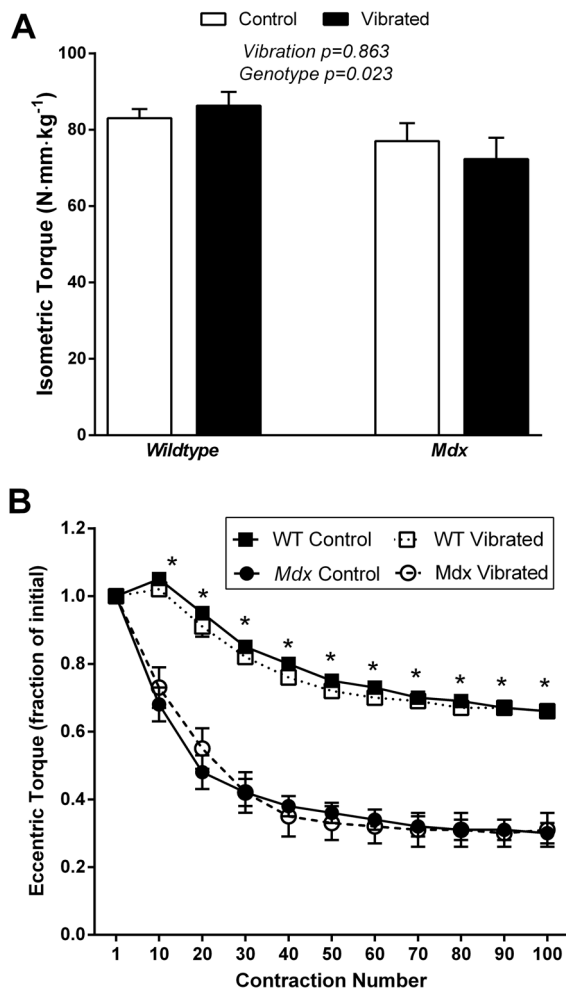 A
Control Vibrated
Vibration p=0.863
Genotype p=0.023
Isometric Torque (N·mm·kg⁻¹)
100
80
60
40
20
0
Wildtype Mdx
B
WT Control WT Vibrated
Mdx Control Mdx Vibrated
Eccentric Torque (fraction of initial)
1.2
1.0
0.8
0.6
0.4
0.2
0.0
* * * * * * * * * *
1 10 20 30 40 50 60 70 80 90 100
Contraction Number